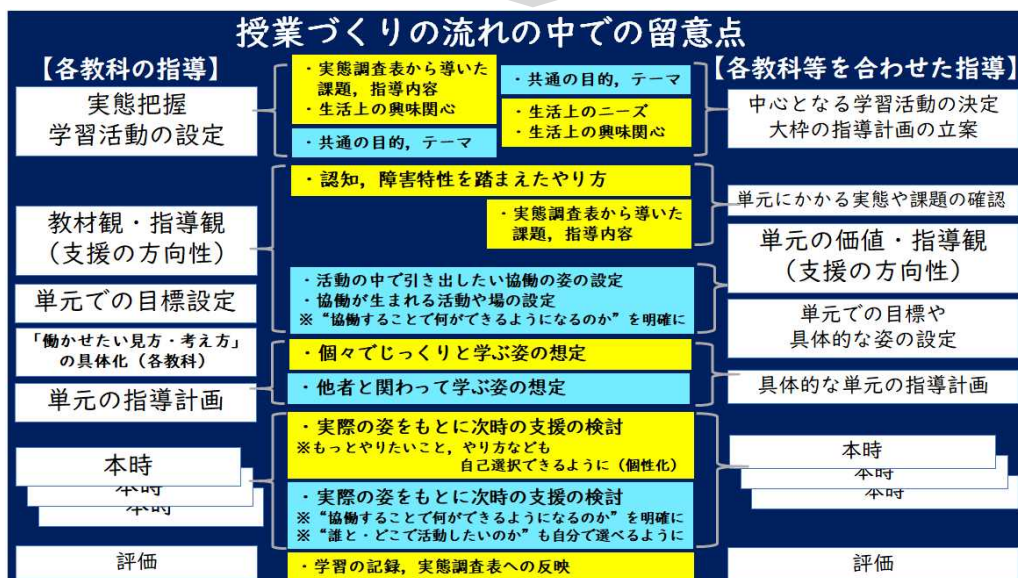 授業づくりの流れの中での留意点
【各教科の指導】
実態把握
学習活動の設定
教材観・指導観
(支援の方向性)
単元での目標設定
「働かせたい見方・考え方」
の具体化(各教科)
単元の指導計画
本時
本時
本時
評価
・実態調査表から導いた
課題,指導内容
・生活上の興味関心
・共通の目的,テーマ
・共通の目的,テーマ
・生活上のニーズ
・生活上の興味関心
・認知,障害特性を踏まえたやり方
・実態調査表から導いた
課題,指導内容
・活動の中で引き出したい協働の姿の設定
・協働が生まれる活動や場の設定
※“協働することで何ができるようになるのか”を明確に
・個々でじっくりと学ぶ姿の想定
・他者と関わって学ぶ姿の想定
・実際の姿をもとに次時の支援の検討
※もっとやりたいこと,やり方なども
自己選択できるように(個性化)
・実際の姿をもとに次時の支援の検討
※“協働することで何ができるようになるのか”を明確に
※“誰と・どこで活動したいのか”も自分で選べるように
・学習の記録,実態調査表への反映
【各教科等を合わせた指導】
中心となる学習活動の決定
大枠の指導計画の立案
単元にかかる実態や課題の確認
単元の価値・指導観
(支援の方向性)
単元での目標や
具体的な姿の設定
具体的な単元の指導計画
本時
本時
本時
評価